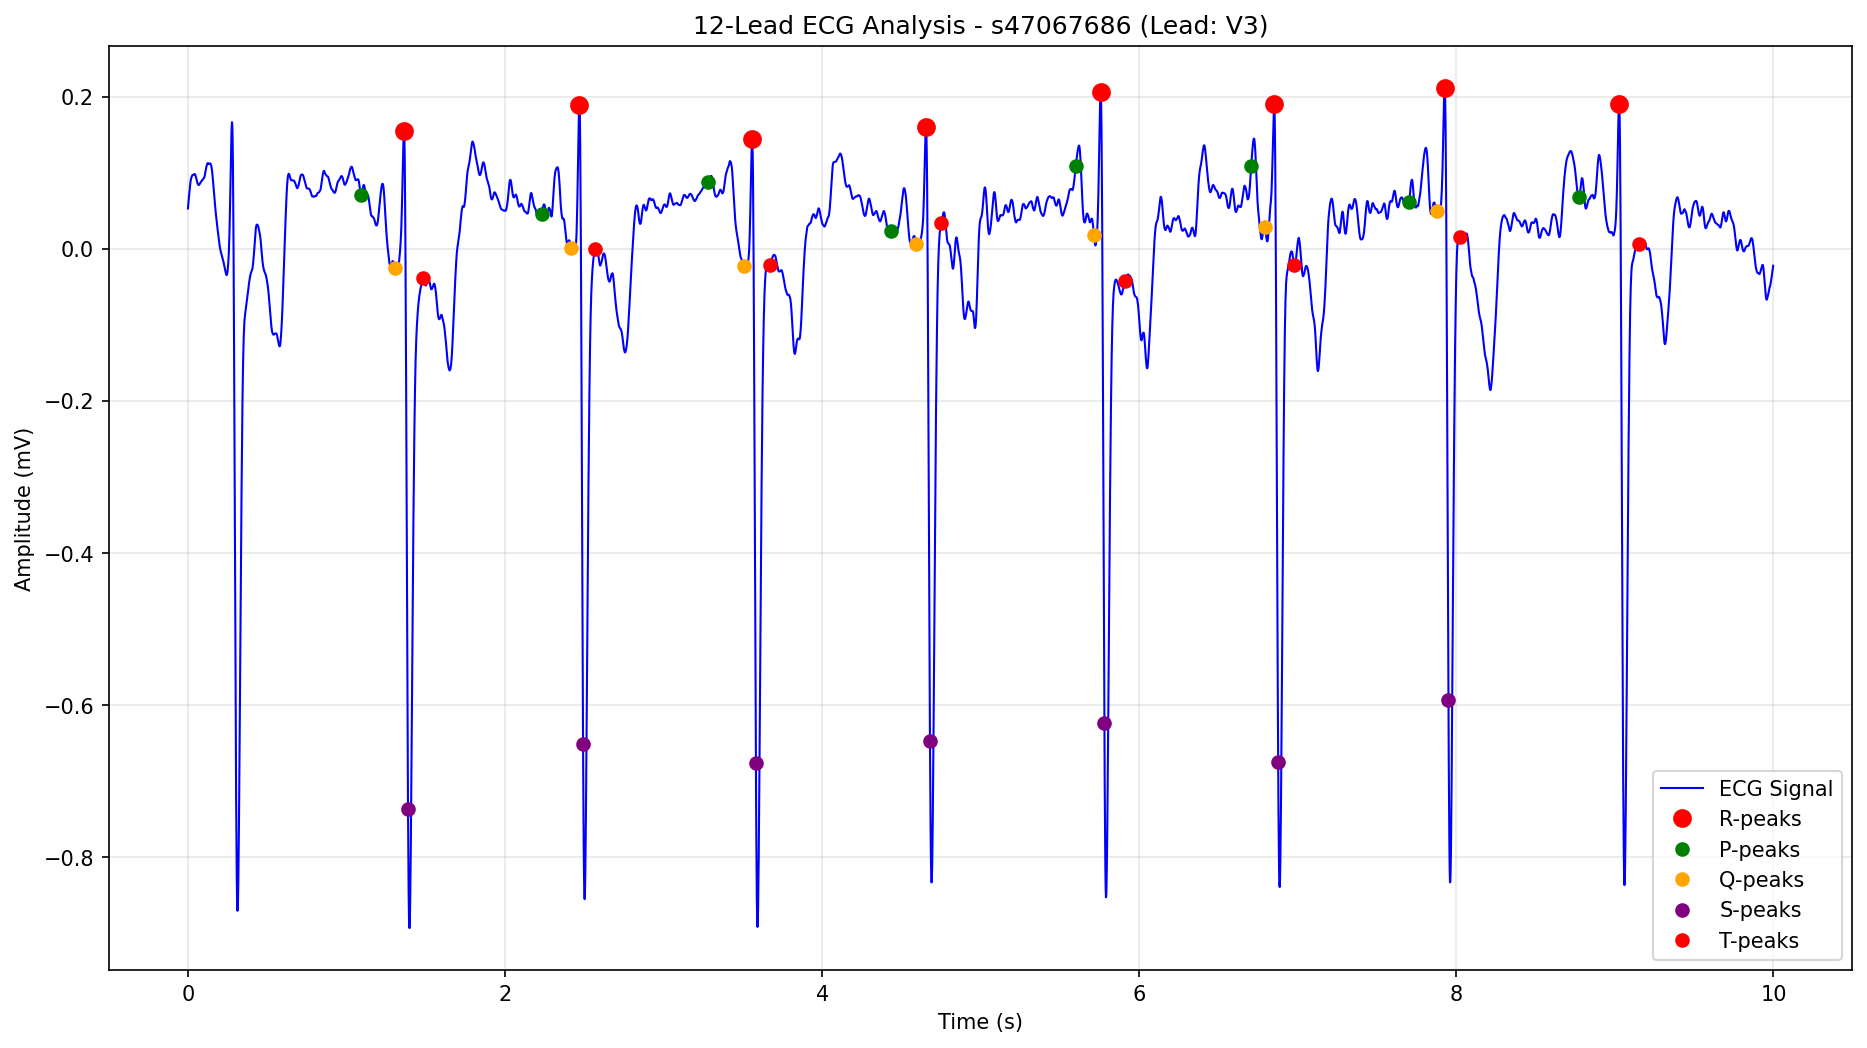 12-Lead ECG Analysis - s47067686 (Lead: V3)
Amplitude (mV)
0.2
0.0
−0.2
−0.4
−0.6
−0.8
0 2 4 6 8 10
Time (s)
ECG Signal
R-peaks
P-peaks
Q-peaks
S-peaks
T-peaks